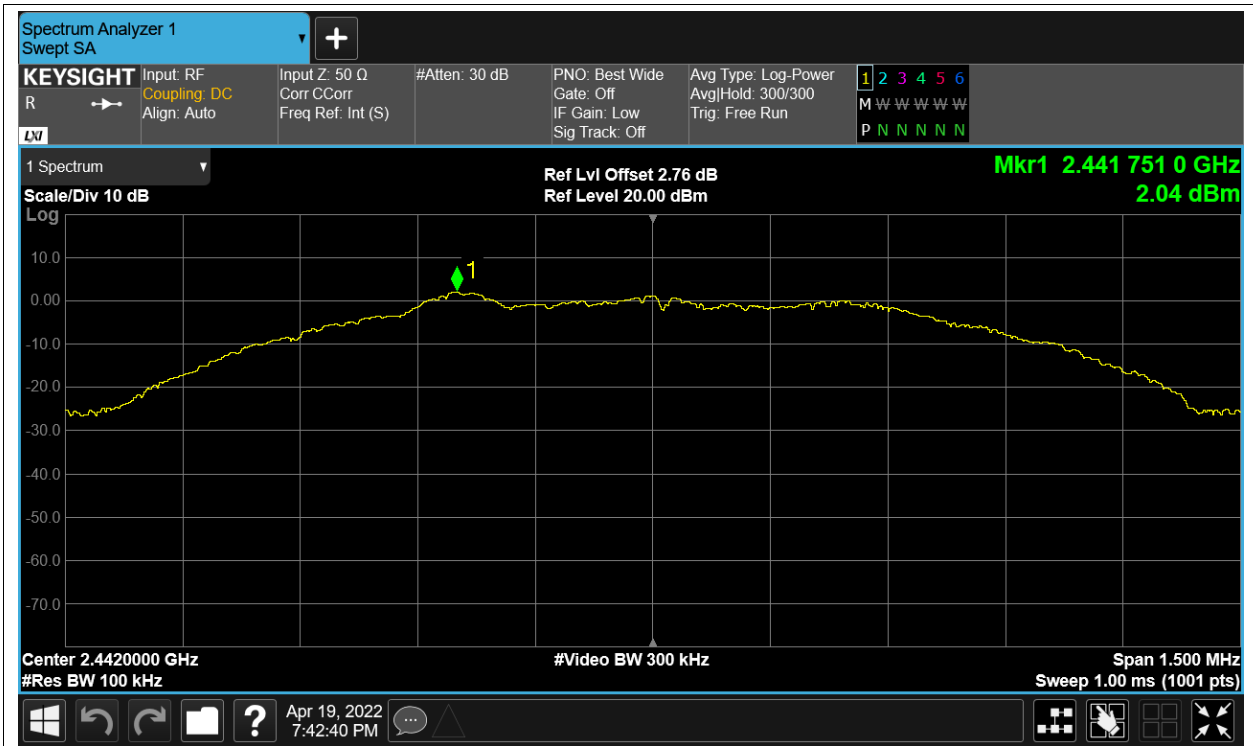 Spectrum Analyzer 1
Swept SA
KEYSIGHT
R
LXI
Input: RF
Coupling: DC
Align: Auto
Input Z: 50 Ω
Corr CCorr
Freq Ref: Int (S)
#Atten: 30 dB
PNO: Best Wide
Gate: Off
IF Gain: Low
Sig Track: Off
Avg Type: Log-Power
Avg|Hold: 300/300
Trig: Free Run
1 2 3 4 5 6
M W W W W W W
P N N N N N
1 Spectrum
Scale/Div 10 dB
Log
Ref Lvl Offset 2.76 dB
Ref Level 20.00 dBm
Mkr1 2.441 751 0 GHz
2.04 dBm
1
10.0
0.00
-10.0
-20.0
-30.0
-40.0
-50.0
-60.0
-70.0
Center 2.4420000 GHz
#Res BW 100 kHz
#Video BW 300 kHz
Span 1.500 MHz
Sweep 1.00 ms (1001 pts)
?
Apr 19, 2022
7:42:40 PM